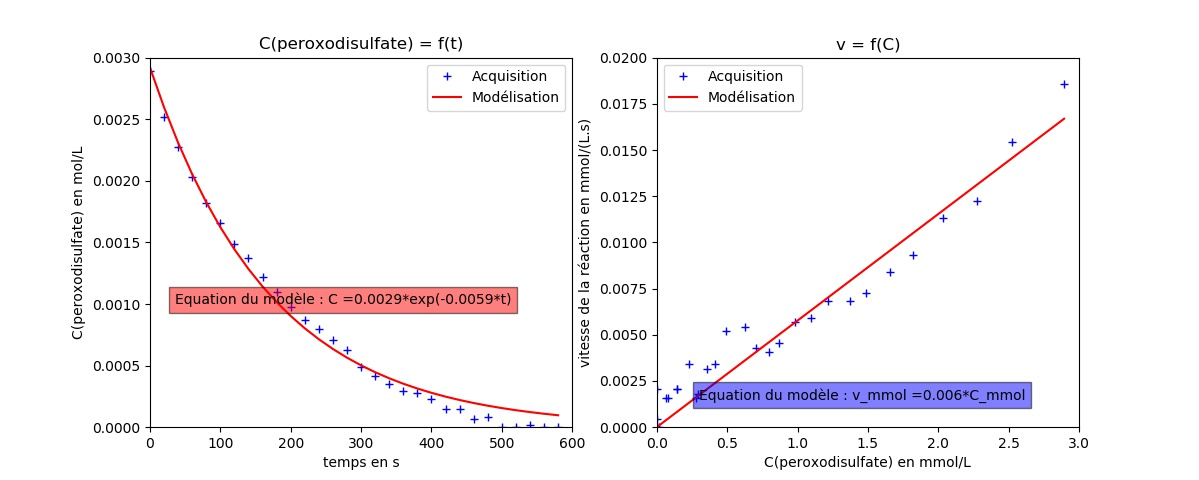 C(peroxodisulfate) = f(t)
C(peroxodisulfate) en mol/L
0.0030
0.0025
0.0020
0.0015
0.0010
0.0005
0.0000
Acquisition
Modélisation
Equation du modèle : C =0.0029*exp(-0.0059*t)
0
100
200
300
400
500
600
temps en s
v = f(C)
vitesse de la réaction en mmol/(L.s)
0.0200
0.0175
0.0150
0.0125
0.0100
0.0075
0.0050
0.0025
0.0000
Acquisition
Modélisation
Equation du modèle : v_mmol =0.006*C_mmol
0.0
0.5
1.0
1.5
2.0
2.5
3.0
C(peroxodisulfate) en mmol/L